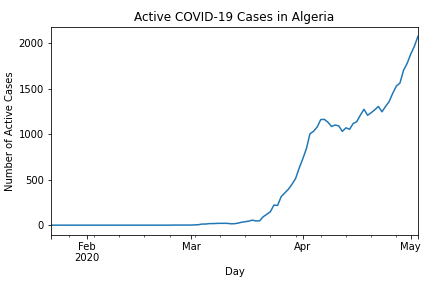 Active COVID-19 Cases in Algeria
Number of Active Cases
2000
1500
1000
500
0
Feb
2020
Mar
Apr
May
Day